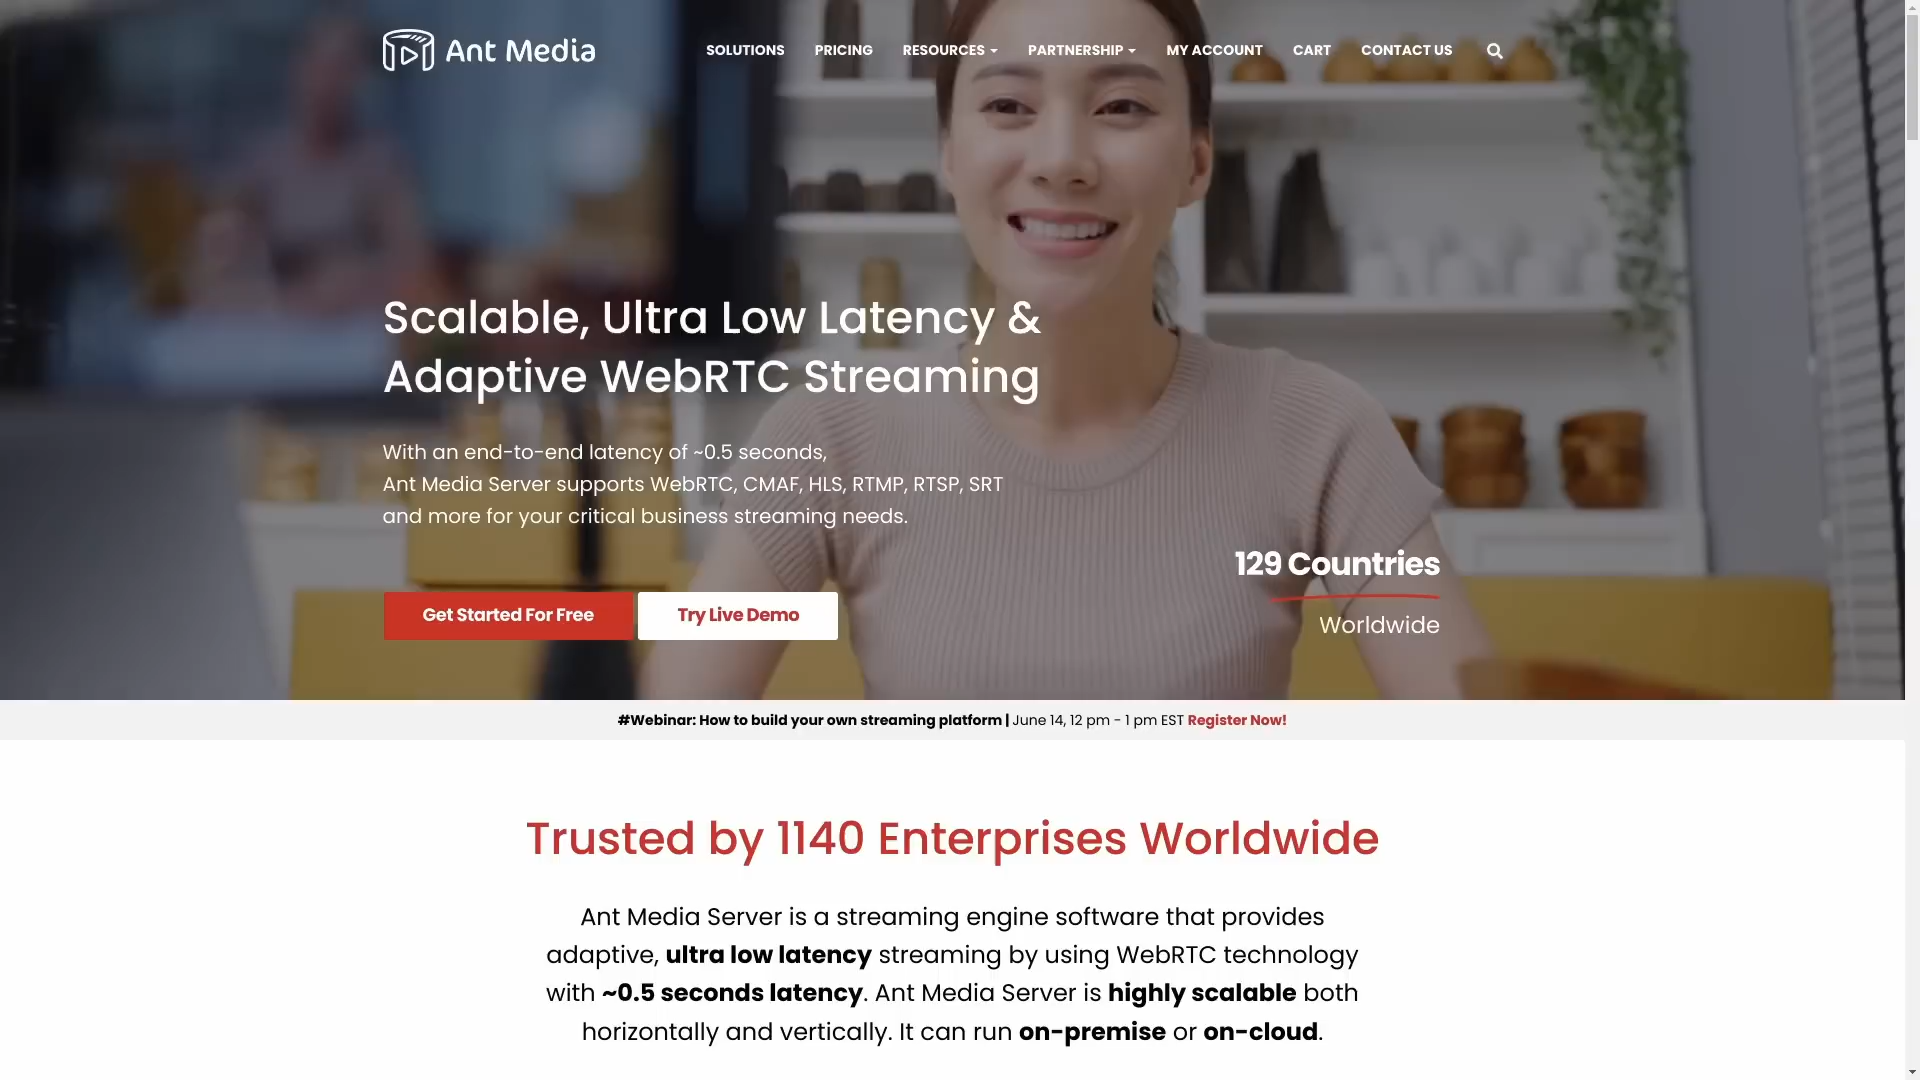 Ant Media
SOLUTIONS PRICING RESOURCES PARTNERSHIP MY ACCOUNT CART CONTACT US
Scalable, Ultra Low Latency &
Adaptive WebRTC Streaming
With an end-to-end latency of ~0.5 seconds,
Ant Media Server supports WebRTC, CMAF, HLS, RTMP, RTSP, SRT
and more for your critical business streaming needs.
129 Countries
Worldwide
Get Started For Free Try Live Demo
#Webinar: How to build your own streaming platform | June 14, 12 pm - 1 pm EST Register Now!
Trusted by 1140 Enterprises Worldwide
Ant Media Server is a streaming engine software that provides
adaptive, ultra low latency streaming by using WebRTC technology
with ~0.5 seconds latency. Ant Media Server is highly scalable both
horizontally and vertically. It can run on-premise or on-cloud.